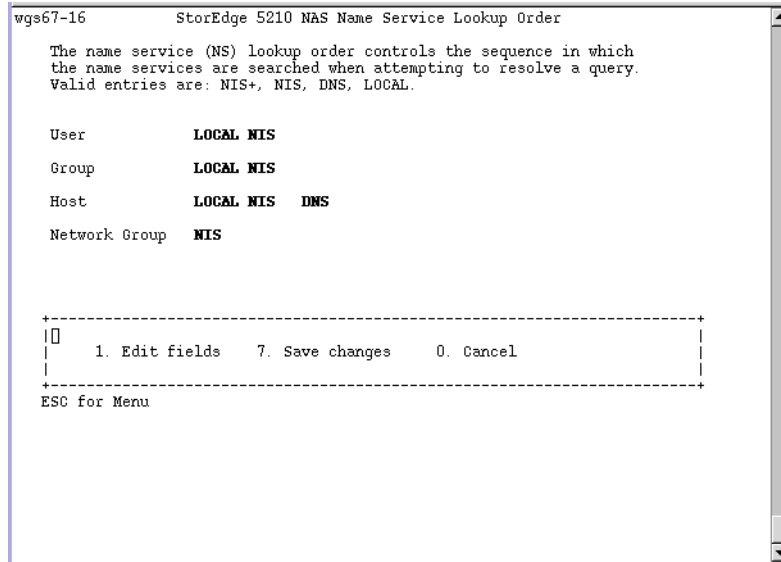 wgs67-16 StorEdge 5210 NAS Name Service Lookup Order
The name service (NS) lookup order controls the sequence in which
the name services are searched when attempting to resolve a query.
Valid entries are: NIS+, NIS, DNS, LOCAL.
User LOCAL NIS
Group LOCAL NIS
Host LOCAL NIS DNS
Network Group NIS
1. Edit fields 7. Save changes 0. Cancel
ESC for Menu